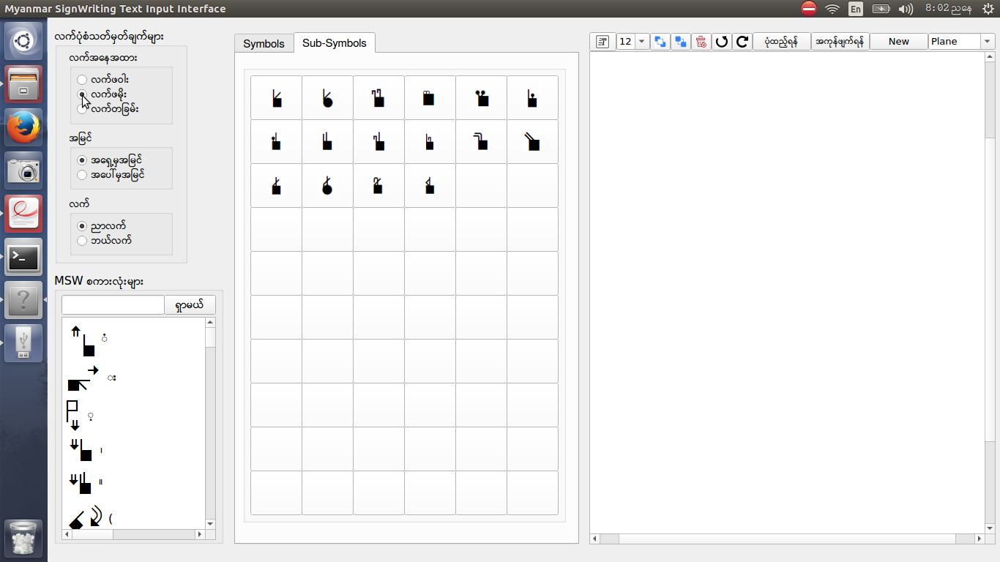 Myanmar SignWriting Text Input Interface
En
8:02 ညနေ
လက်ပုံစံသတ်မှတ်ချက်များ
လက်အနေအထား
လက်ဖဝါး
လက်ဖမိုး
လက်တခြမ်း
အမြင်
အရှေ့မှအမြင်
အပေါ်မှအမြင်
လက်
ညာလက်
ဘယ်လက်
MSW စကားလုံးများ
ရှာမယ်
ံ
း
့
၊
။
(
Symbols
Sub-Symbols
12
ပုံထည့်ရန်
အကုန်ဖျက်ရန်
New
Plane